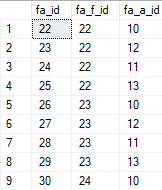 fa_id fa_f_id fa_a_id
1 22 22 10
2 23 22 12
3 24 22 11
4 25 22 13
5 26 23 10
6 27 23 12
7 28 23 11
8 29 23 13
9 30 24 10